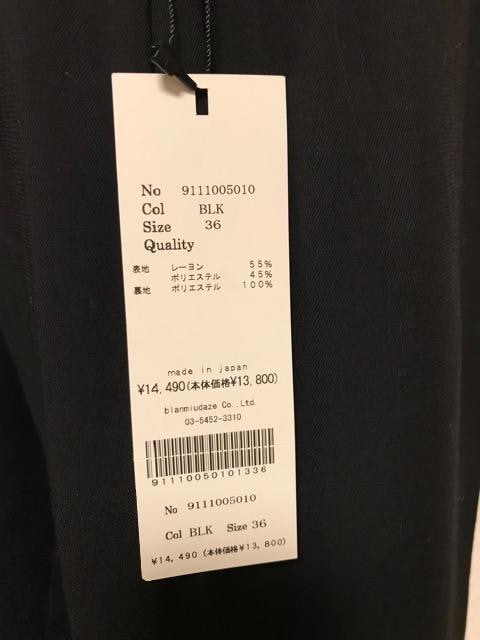 No 9111005010
Col BLK
Size 36
Quality
表地 レーヨン 55%
ポリエステル 45%
裏地 ポリエステル 100%
made in japan
¥14,490(本体価格¥13,800)
blanmiudaze Co.,Ltd.
03-5452-3310
91110050101336
No 9111005010
Col BLK Size 36
¥14,490 (本体価格¥13,800)